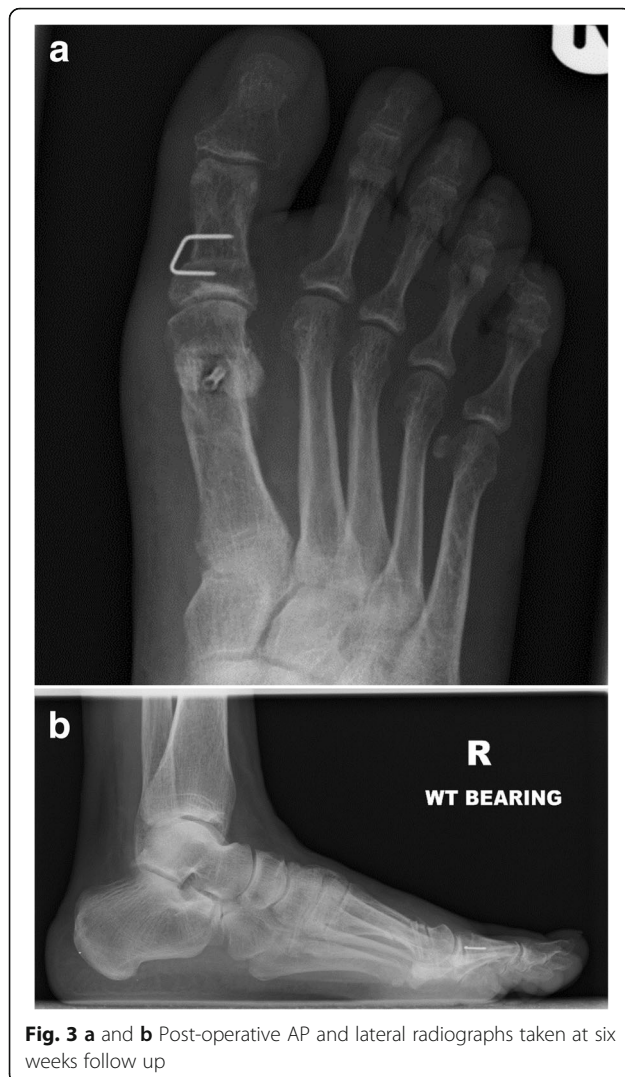 a
R
b
R
WT BEARING
Fig. 3 a and b Post-operative AP and lateral radiographs taken at six
weeks follow up